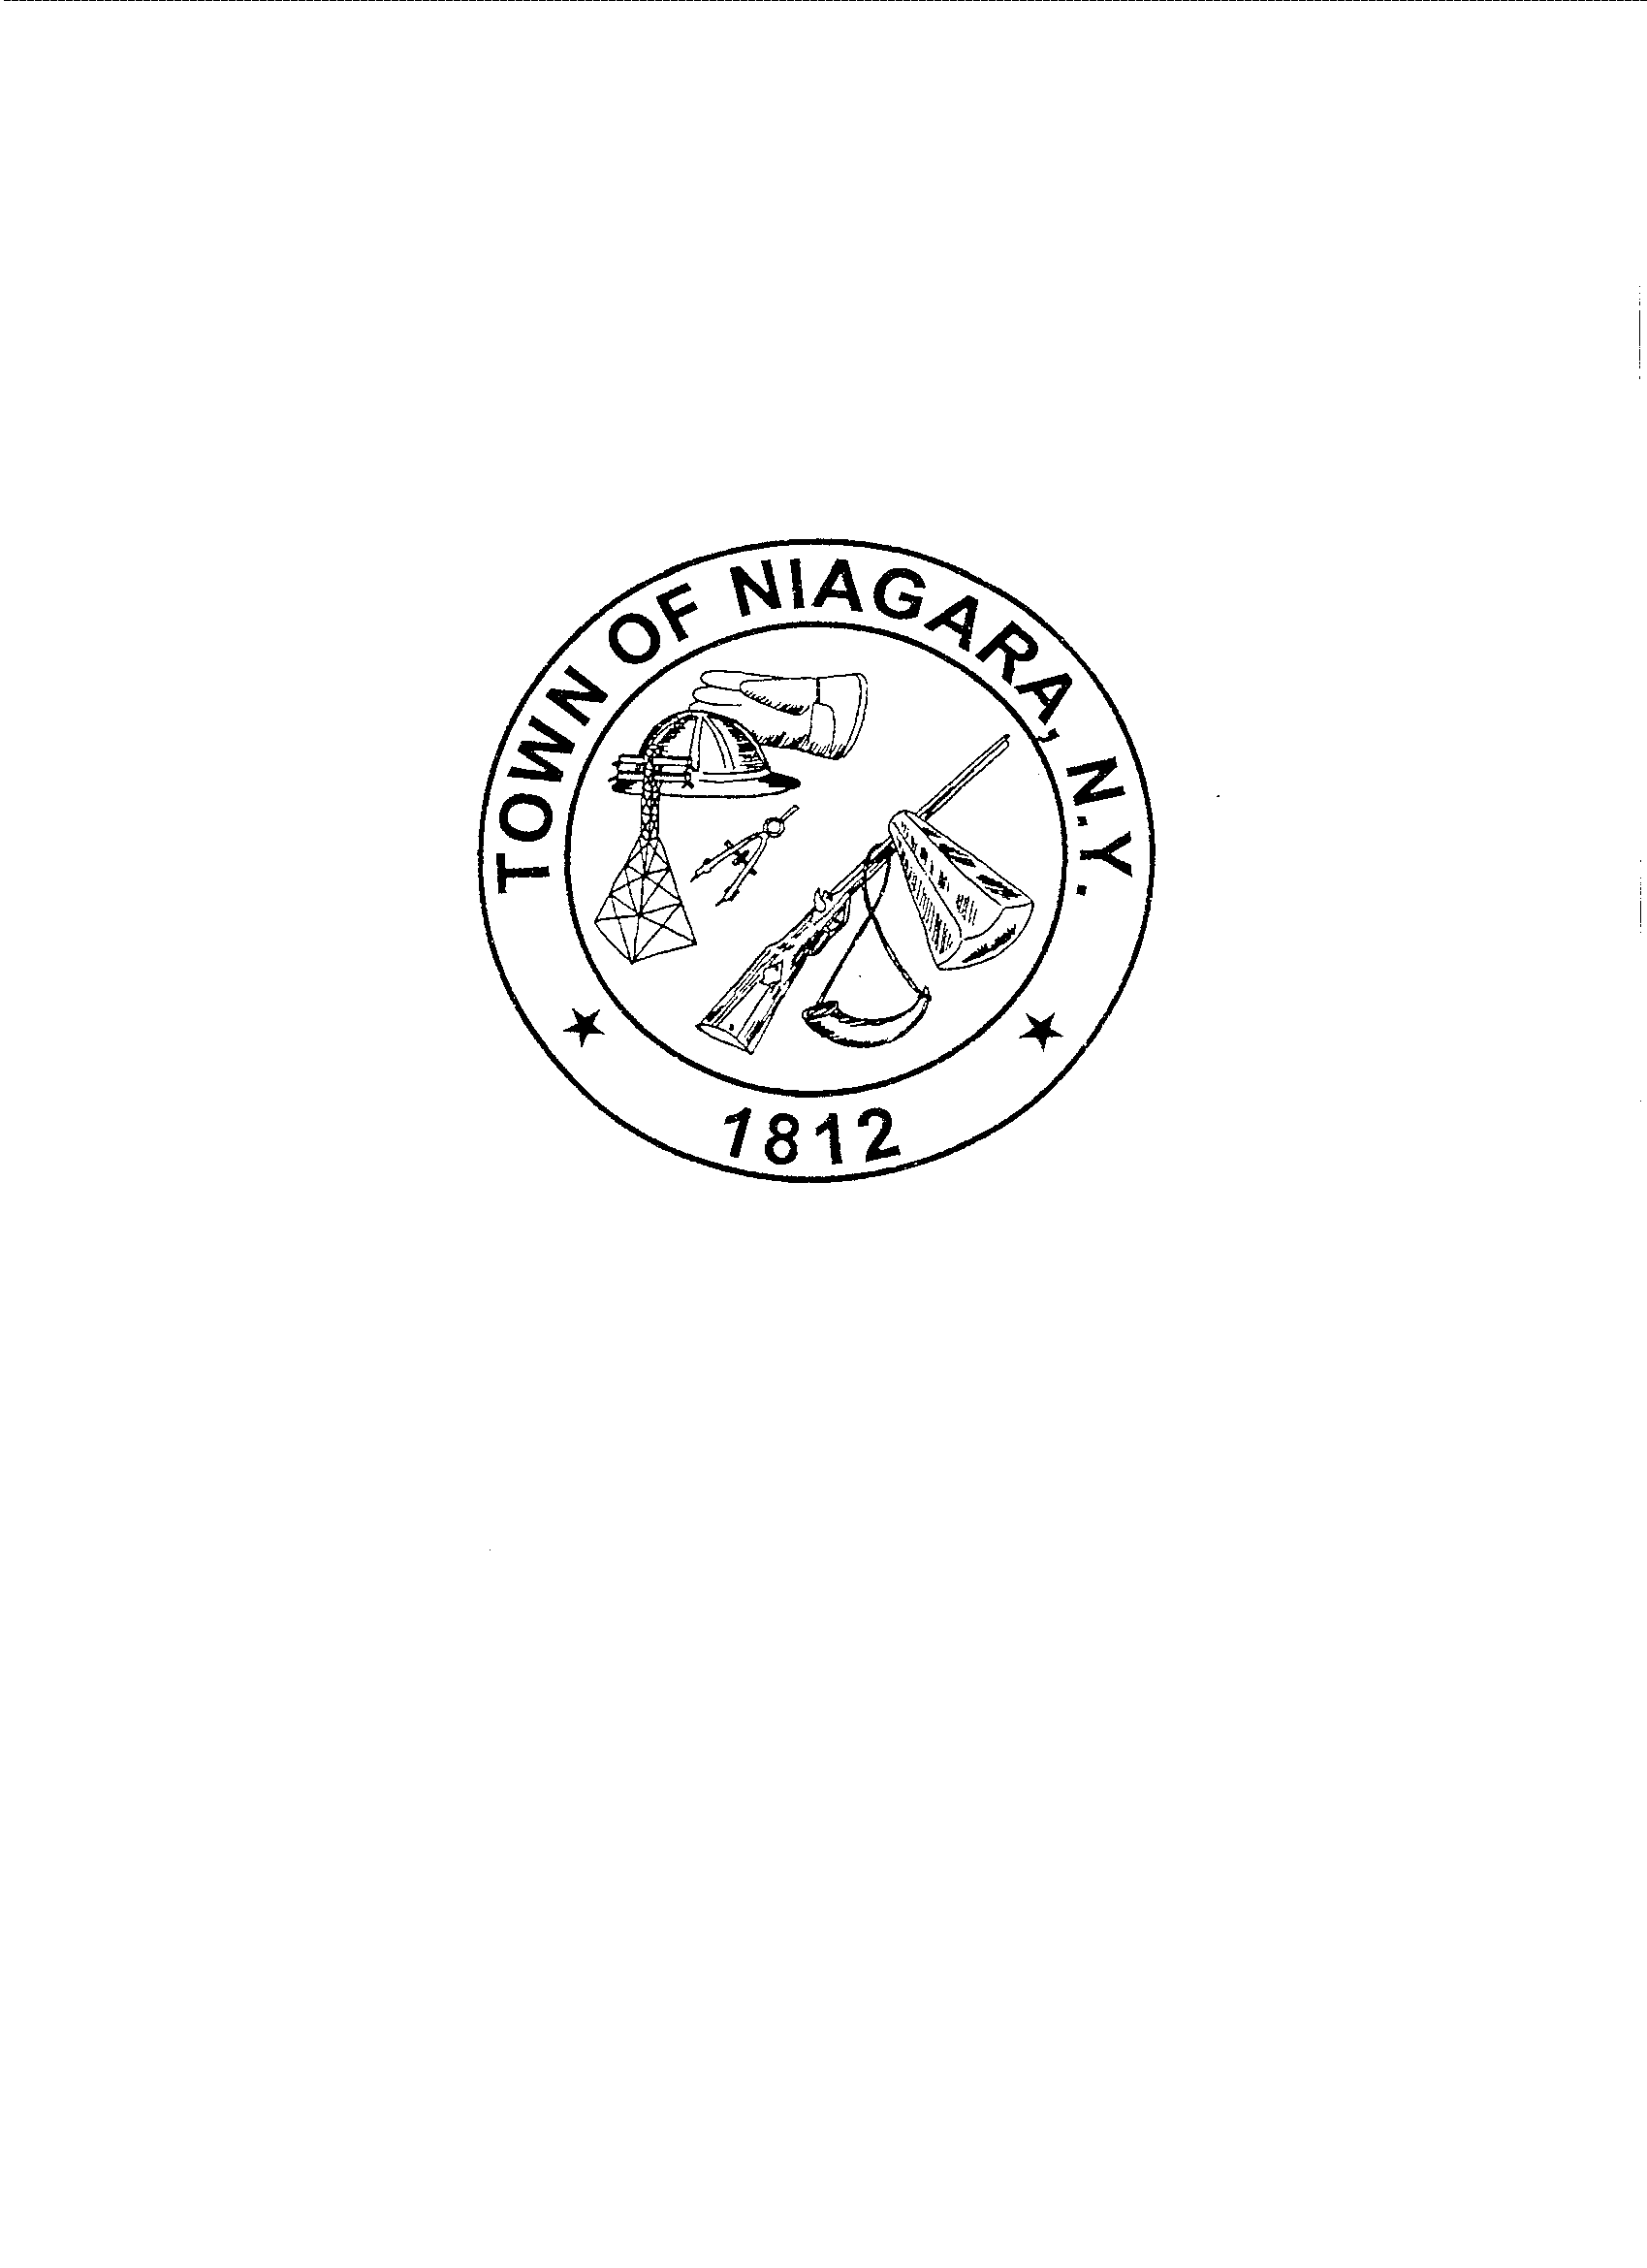 TOWN OF NIAGARA, N.Y.
1812